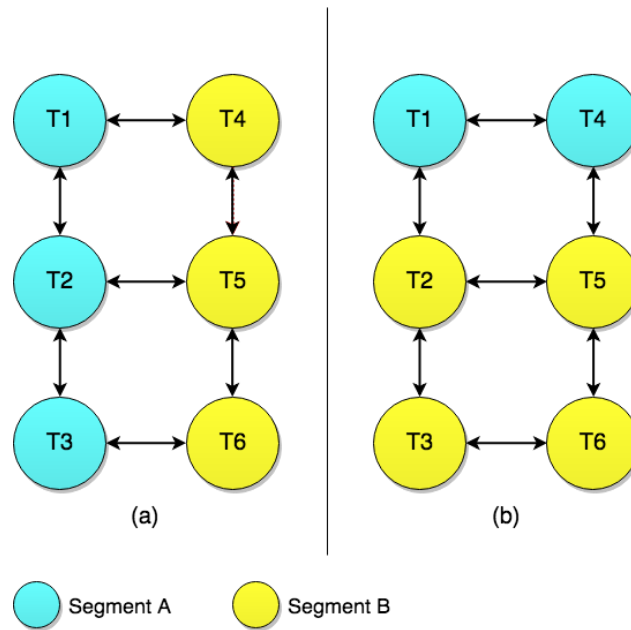 T1 T4 T1 T4
T2 T5 T2 T5
T3 T6 T3 T6
(a) (b)
Segment A Segment B